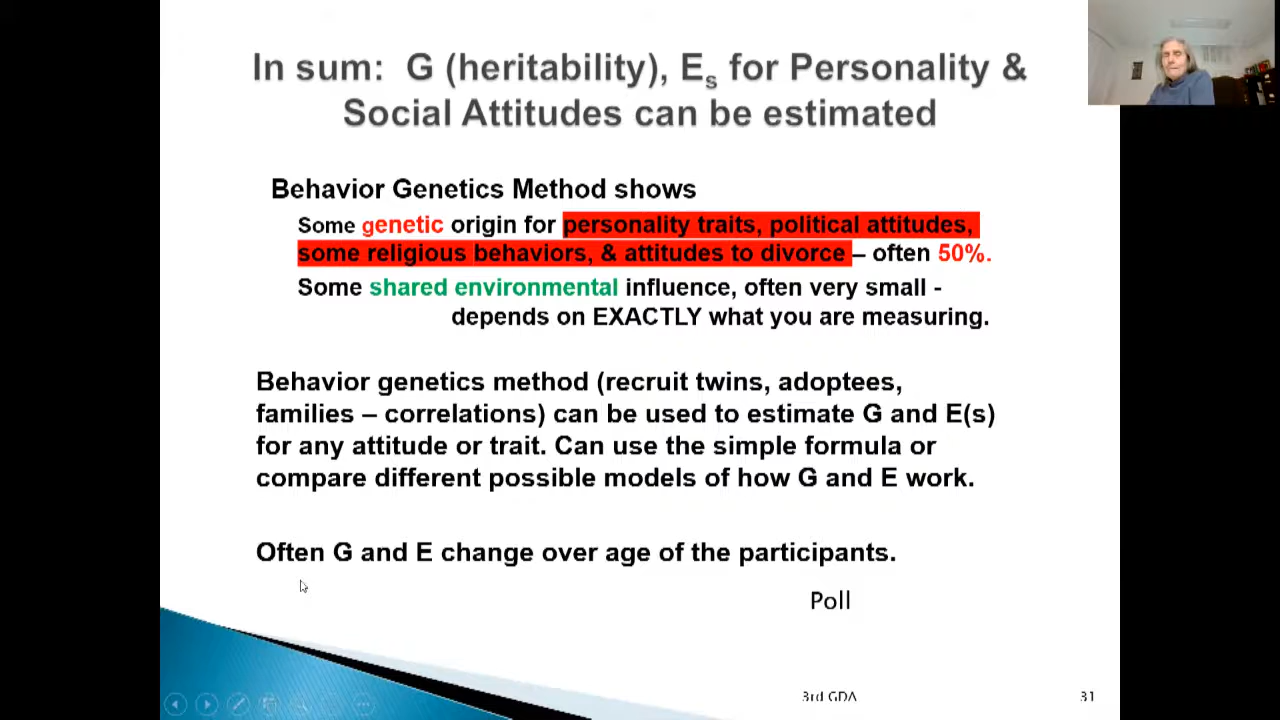 In sum: G (heritability), Es for Personality &
Social Attitudes can be estimated
Behavior Genetics Method shows
Some genetic origin for personality traits, political attitudes,
some religious behaviors, & attitudes to divorce – often 50%.
Some shared environmental influence, often very small -
depends on EXACTLY what you are measuring.
Behavior genetics method (recruit twins, adoptees,
families – correlations) can be used to estimate G and E(s)
for any attitude or trait. Can use the simple formula or
compare different possible models of how G and E work.
Often G and E change over age of the participants.
Poll
3rd GDA
31